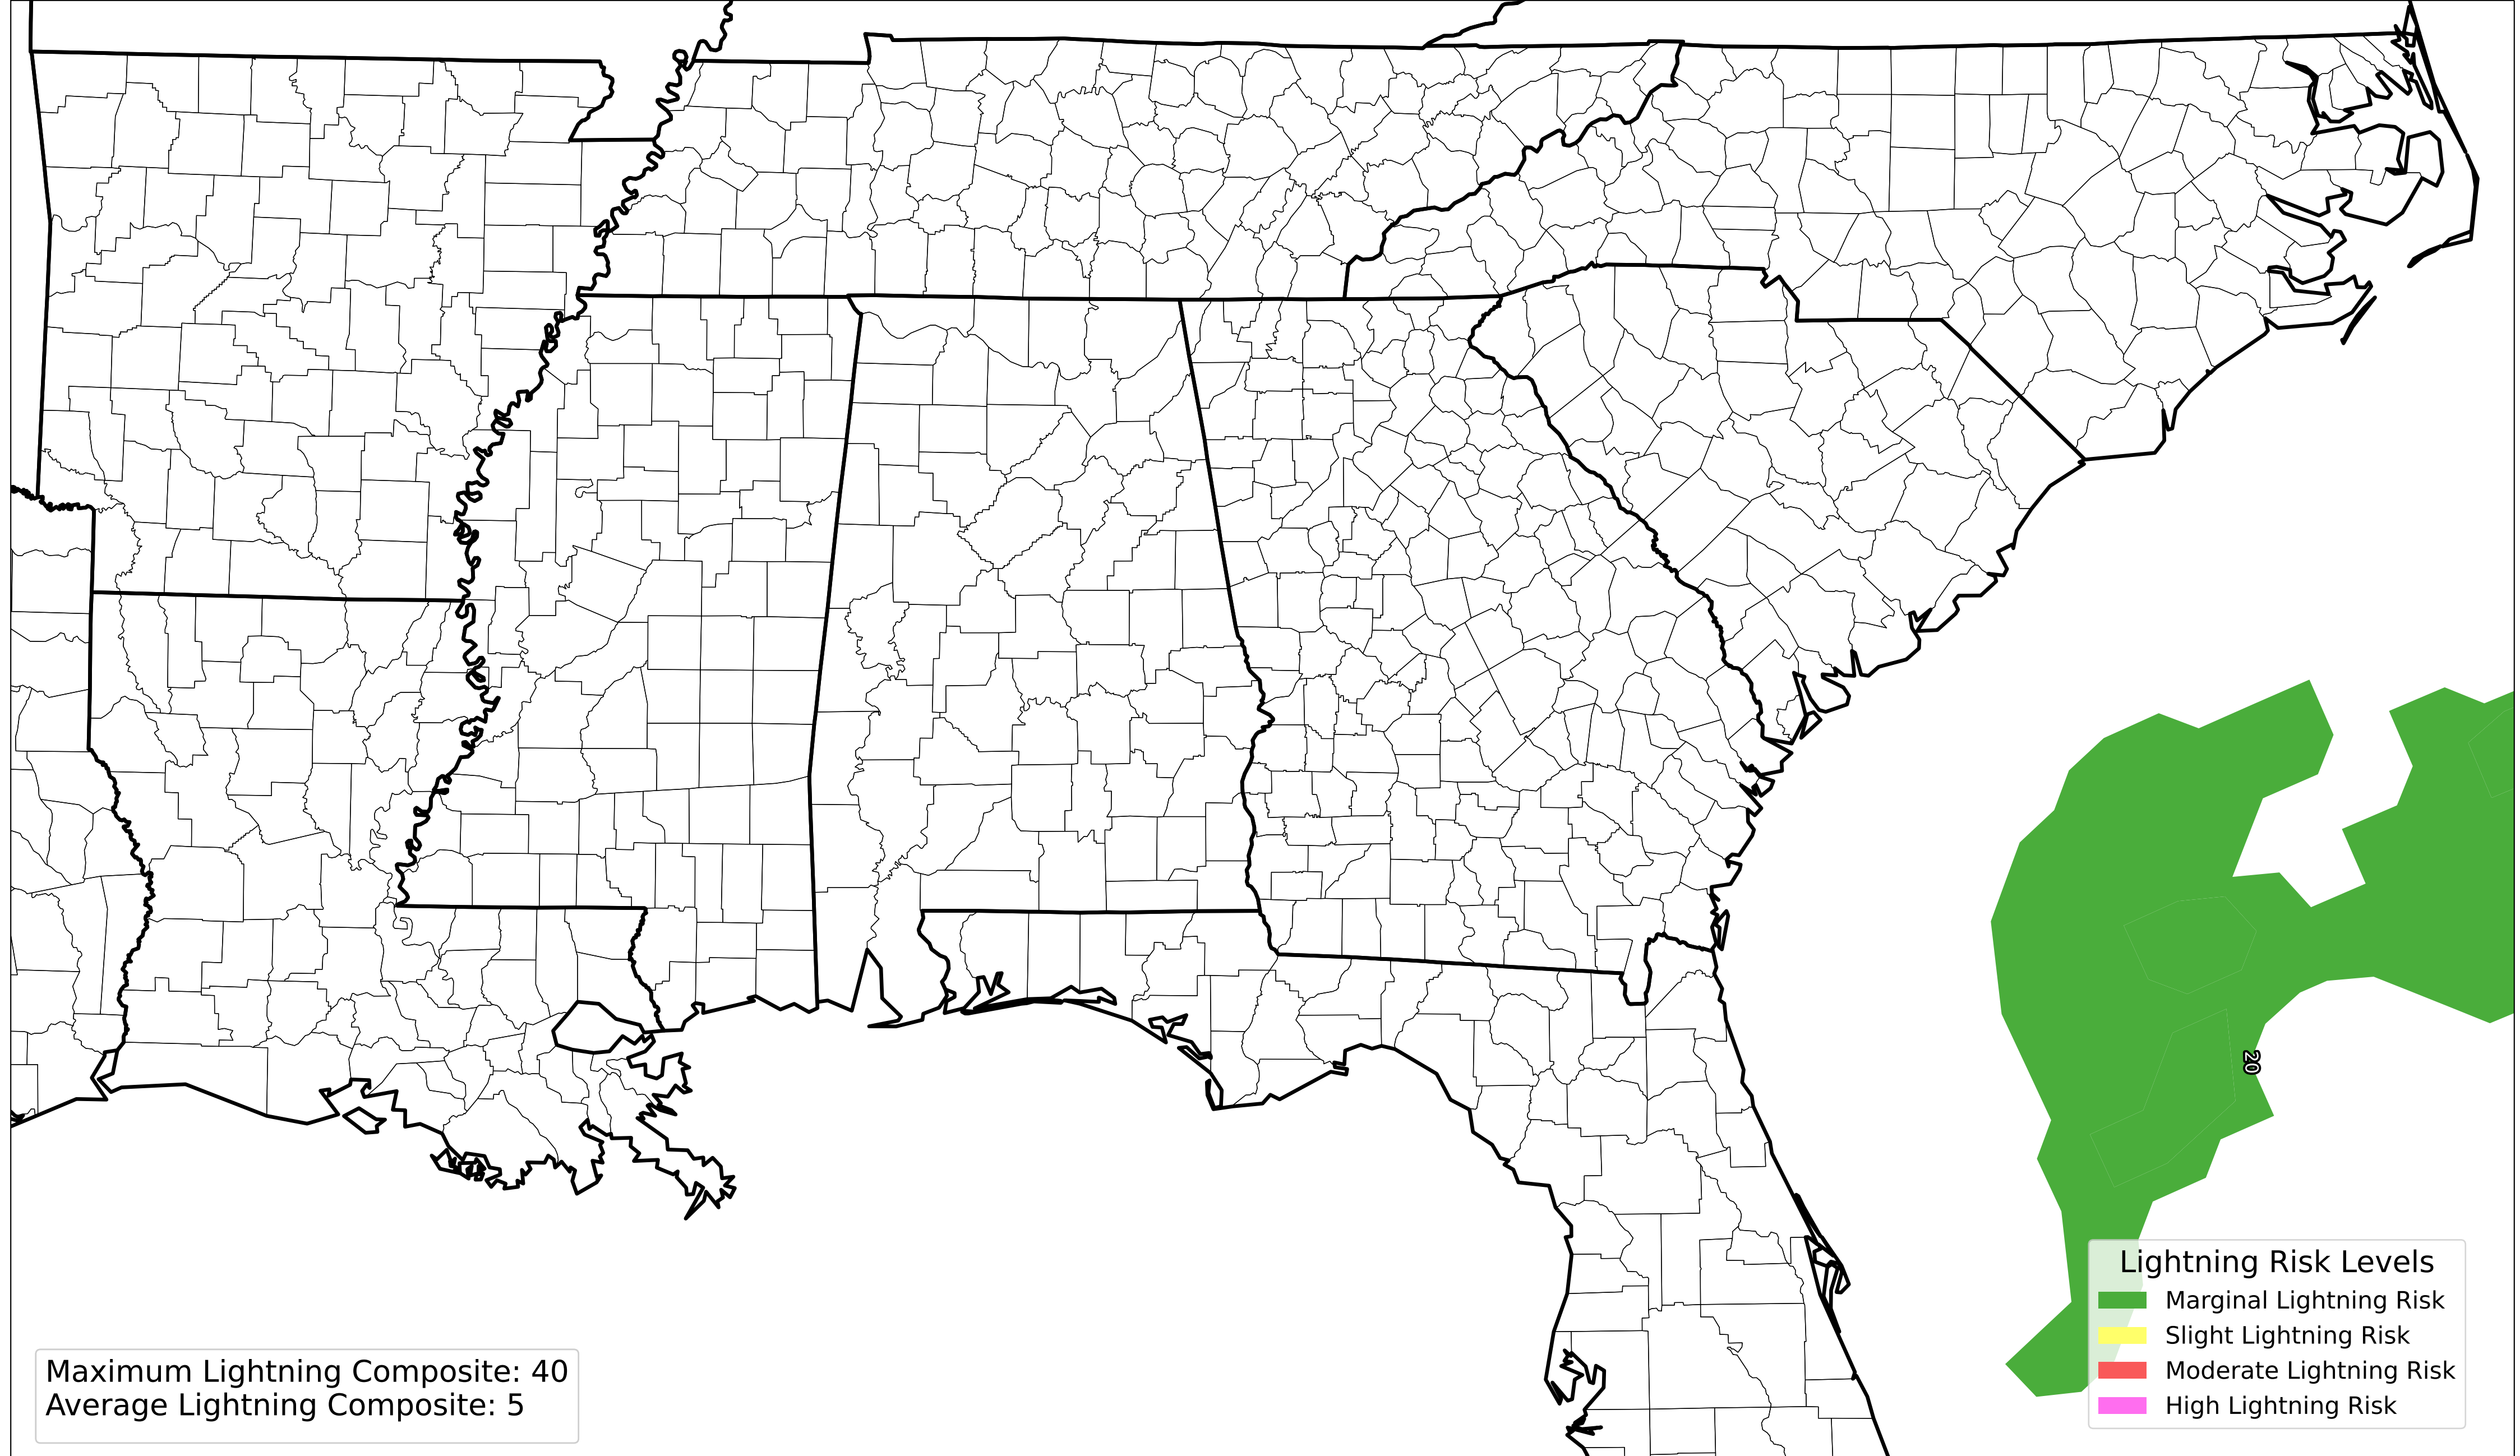 20
Lightning Risk Levels
Marginal Lightning Risk
Slight Lightning Risk
Moderate Lightning Risk
High Lightning Risk
Maximum Lightning Composite: 40
Average Lightning Composite: 5